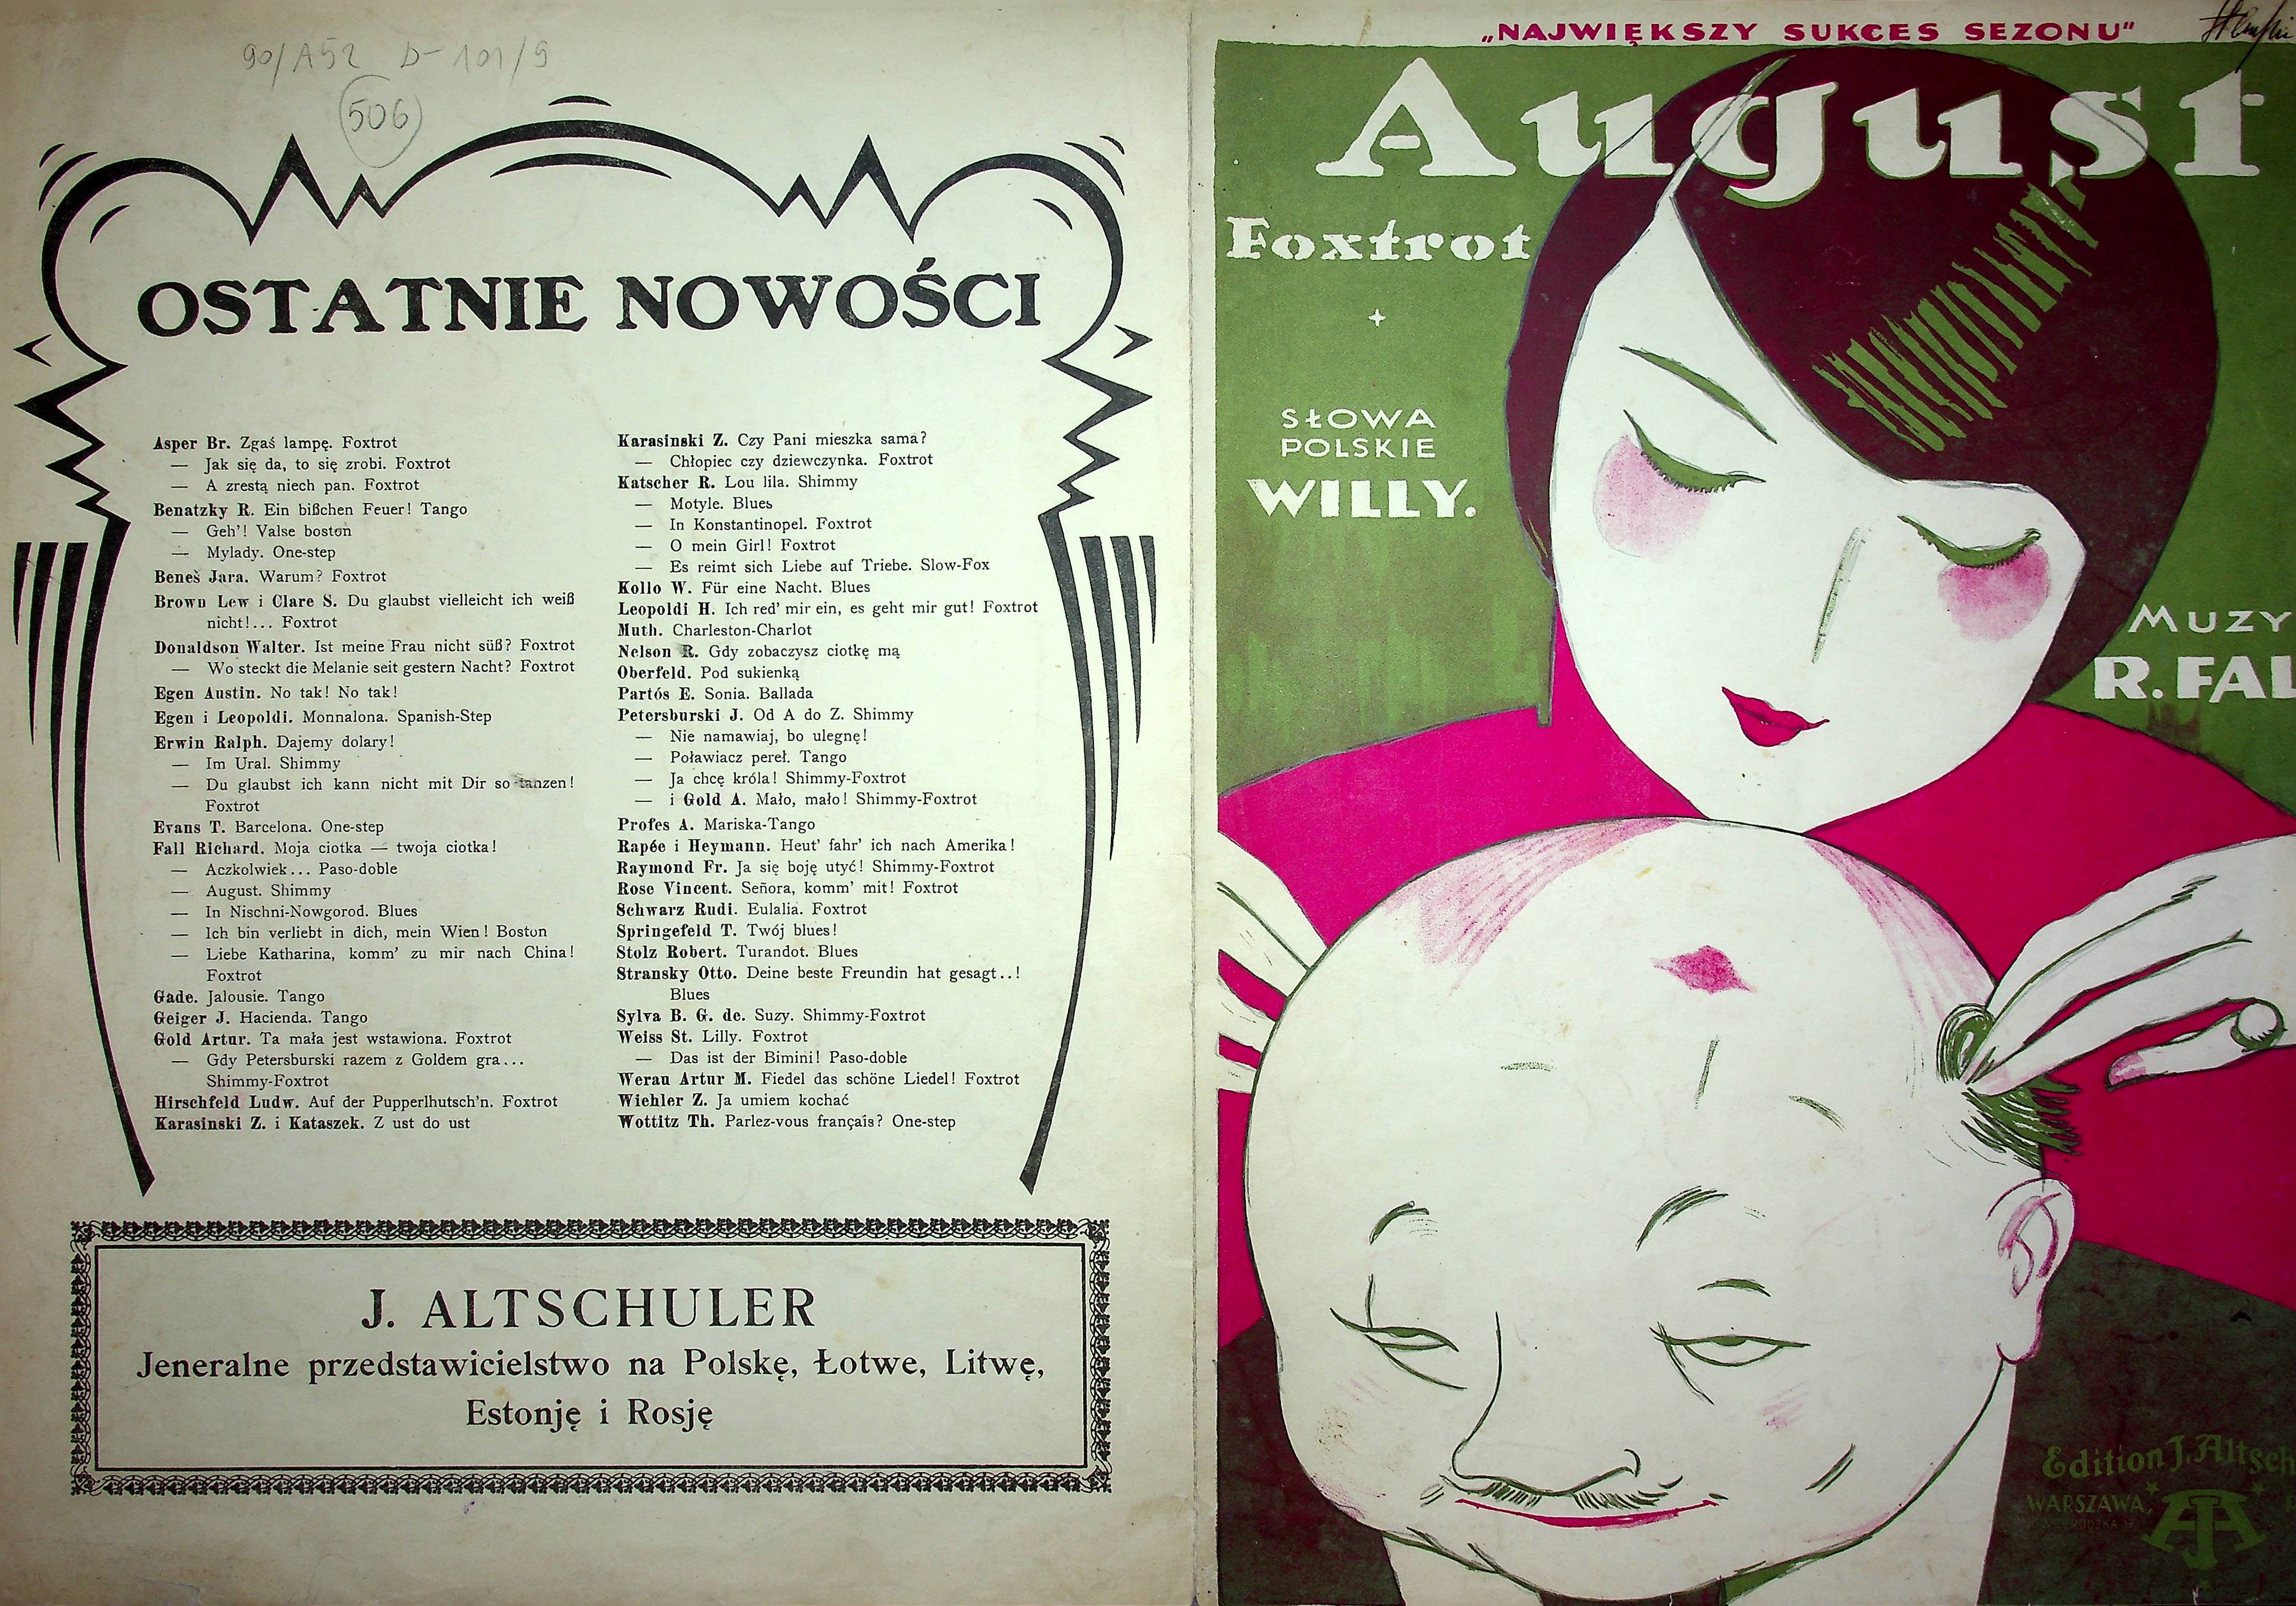 90/A52 D-101/9
506
OSTATNIE NOWOŚCI
Asper Br. Zgaś lampę. Foxtrot
— Jak się da, to się zrobi. Foxtrot
— A zresztą niech pan. Foxtrot
Benatzky R. Ein bißchen Feuer! Tango
— Geh'! Valse boston
— Mylady. One-step
Beneš Jara. Warum? Foxtrot
Brown Lew i Clare S. Du glaubst vielleicht ich weiß
nicht!... Foxtrot
Donaldson Walter. Ist meine Frau nicht süß? Foxtrot
— Wo steckt die Melanie seit gestern Nacht? Foxtrot
Egen Austin. No tak! No tak!
Egen i Leopoldi. Monnalona. Spanish-Step
Erwin Ralph. Dajemy dolary!
— Im Ural. Shimmy
— Du glaubst ich kann nicht mit Dir so tanzen!
Foxtrot
Evans T. Barcelona. One-step
Fall Richard. Moja ciotka — twoja ciotka!
— Aczkolwiek... Paso-doble
— August. Shimmy
— In Nischni-Nowgorod. Blues
— Ich bin verliebt in dich, mein Wien! Boston
— Liebe Katharina, komm' zu mir nach China!
Foxtrot
Gade. Jalousie. Tango
Geiger J. Hacienda. Tango
Gold Artur. Ta mała jest wstawiona. Foxtrot
— Gdy Petersburski razem z Goldem gra...
Shimmy-Foxtrot
Hirschfeld Ludw. Auf der Pupperlhutsch'n. Foxtrot
Karasinski Z. i Kataszek. Z ust do ust
Karasinski Z. Czy Pani mieszka sama?
— Chłopiec czy dziewczynka. Foxtrot
Katscher R. Lou lila. Shimmy
— Motyle. Blues
— In Konstantinopel. Foxtrot
— O mein Girl! Foxtrot
— Es reimt sich Liebe auf Triebe. Slow-Fox
Kollo W. Für eine Nacht. Blues
Leopoldi H. Ich red' mir ein, es geht mir gut! Foxtrot
Muth. Charleston-Charlot
Nelson R. Gdy zobaczysz ciotkę mą
Oberfeld. Pod sukienką
Partós E. Sonia. Ballada
Petersburski J. Od A do Z. Shimmy
— Nie namawiaj, bo ulegnę!
— Poławiacz pereł. Tango
— Ja chcę króla! Shimmy-Foxtrot
— i Gold A. Mało, mało! Shimmy-Foxtrot
Profes A. Mariska-Tango
Rapée i Heymann. Heut' fahr' ich nach Amerika!
Raymond Fr. Ja się boję utyć! Shimmy-Foxtrot
Rose Vincent. Señora, komm' mit! Foxtrot
Schwarz Rudi. Eulalia. Foxtrot
Springefeld T. Twój blues!
Stolz Robert. Turandot. Blues
Stransky Otto. Deine beste Freundin hat gesagt..!
Blues
Sylva B. G. de. Suzy. Shimmy-Foxtrot
Weiss St. Lilly. Foxtrot
— Das ist der Bimini! Paso-doble
Werau Artur M. Fiedel das schöne Liedel! Foxtrot
Wiehler Z. Ja umiem kochać
Wottitz Th. Parlez-vous français? One-step
J. ALTSCHULER
Jeneralne przedstawicielstwo na Polskę, Łotwe, Litwę,
Estonję i Rosję
„NAJWIĘKSZY SUKCES SEZONU"
August
Foxtrot
SŁOWA
POLSKIE
WILLY.
MUZY
R. FAL
Edition J. Altsch
WARSZAWA,
AJA